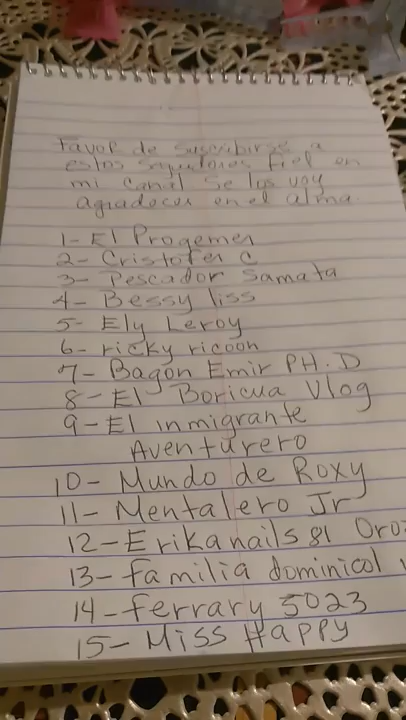 Favor de suscribirse a
estos seguidores fiel en
mi canal se los voy
agradecer en el alma.
1- El Progemer
2- Cristofer C
3- Pescador Samata
4- Bessy liss
5- Ely Leroy
6- ricky ricoon
7- Bagon Emir PH.D
8- El Boricua Vlog
9- El inmigrante
Aventurero
10- Mundo de Roxy
11- Mentalero Jr
12- Erikanails 81
13- familia dominicol
14- ferrary 5023
15- Miss Happy